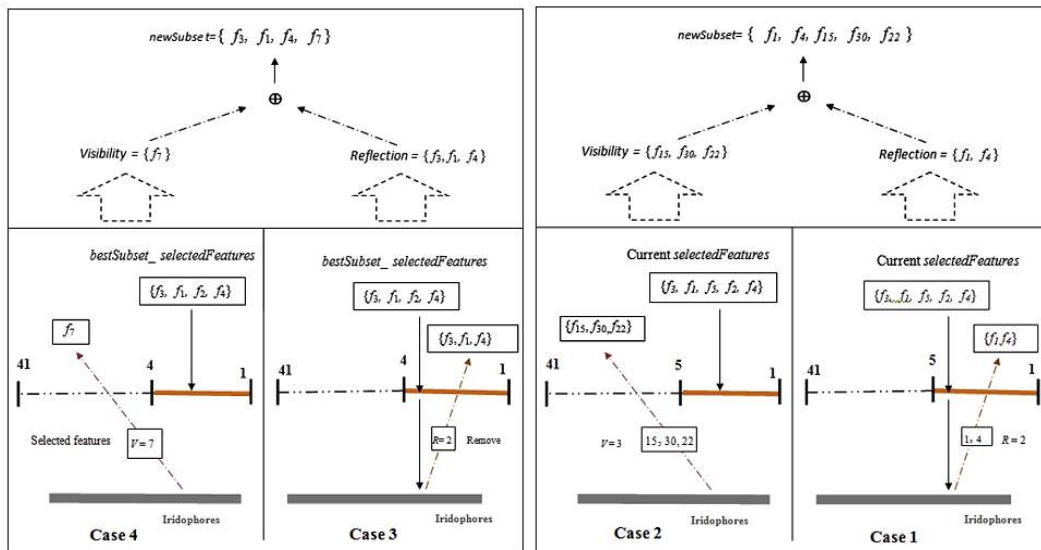 newSubset= { f3, f1, f4, f7 }
⊕
Visibility = {f7}
Reflection = {f3, f1, f4}
bestSubset_ selectedFeatures
{f3, f1, f2, f4}
f7
41
4
1
Selected features
V = 7
Iridophores
Case 4
bestSubset_ selectedFeatures
{f3, f1, f2, f4}
{f3, f1, f4}
41
4
1
R= 2
Remove
Iridophores
Case 3
newSubset= { f1, f4, f15, f30, f22 }
⊕
Visibility = {f15, f30, f22}
Reflection = {f1, f4}
Current selectedFeatures
{f3, f1, f5, f2, f4}
{f15, f30, f22}
41
5
1
V = 3
15, 30, 22
Iridophores
Case 2
Current selectedFeatures
{f3, f1, f5, f2, f4}
{f1, f4}
41
5
1
1, 4
R = 2
Iridophores
Case 1